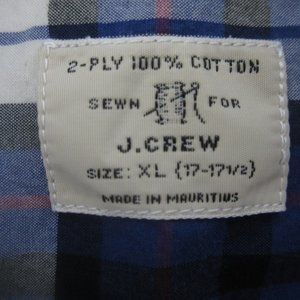 2-PLY 100% COTTON
SEWN FOR
J.CREW
SIZE: XL {17-17 1/2}
MADE IN MAURITIUS